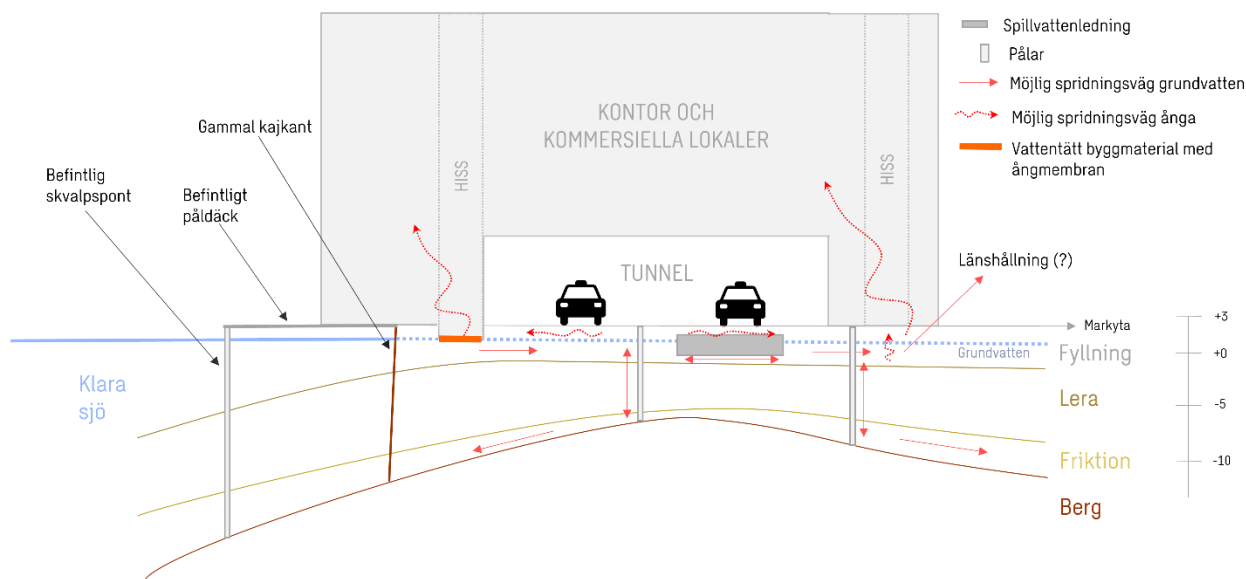 Spillvattenledning
Pålar
Möjlig spridningsväg grundvatten
Möjlig spridningsväg ånga
Vattentätt byggmaterial med
ångmembran
KONTOR OCH
KOMMERSIELLA LOKALER
Gammal kajkant
HISS
HISS
Befintlig
skvalpspont
Befintligt
påldäck
TUNNEL
Länshållning (?)
Markyta
+3
Grundvatten
Fyllning
+0
Klara
sjö
Lera
-5
Friktion
-10
Berg